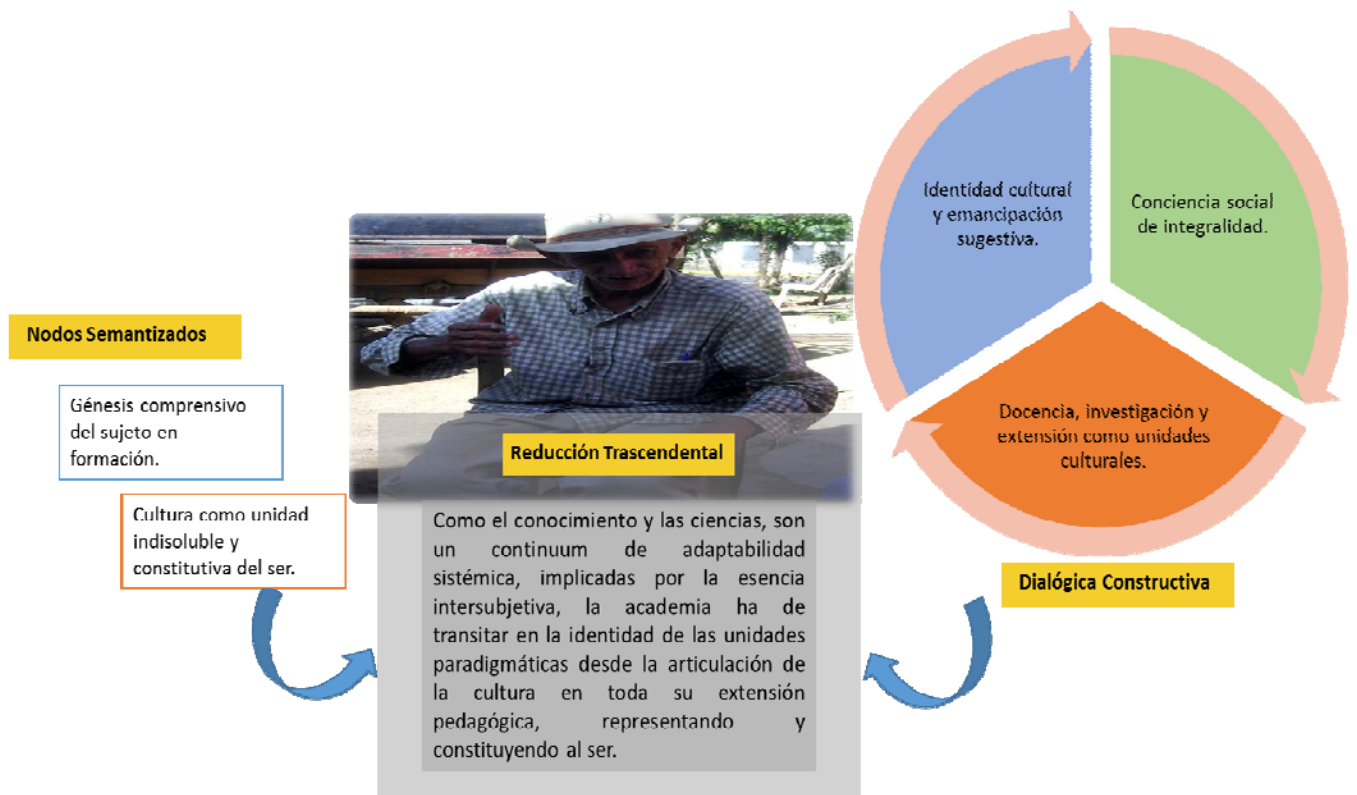 Nodos Semantizados
Génesis comprensivo
del sujeto en
formación.
Cultura como unidad
indisoluble y
constitutiva del ser.
Reducción Trascendental
Como el conocimiento y las ciencias, son
un continuum de adaptabilidad
sistémica, implicadas por la esencia
intersubjetiva, la academia ha de
transitar en la identidad de las unidades
paradigmáticas desde la articulación de
la cultura en toda su extensión
pedagógica, representando y
constituyendo al ser.
Identidad cultural
y emancipación
sugestiva.
Conciencia social
de integralidad.
Docencia, investigación y
extensión como unidades
culturales.
Dialógica Constructiva